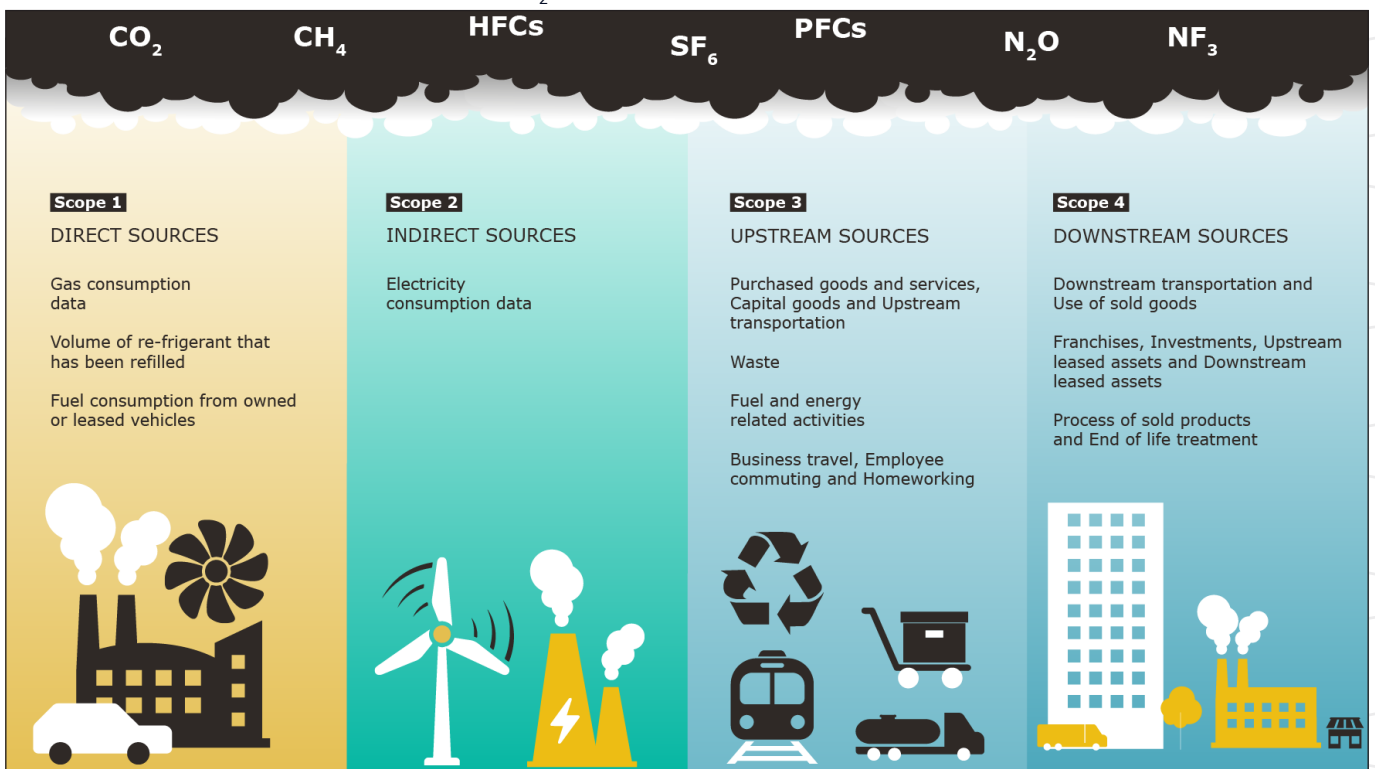 2
CO2
CH4
HFCs
SF6
PFCs
N2O
NF3
Scope 1
DIRECT SOURCES
Gas consumption
data
Volume of re-frigerant that
has been refilled
Fuel consumption from owned
or leased vehicles
Scope 2
INDIRECT SOURCES
Electricity
consumption data
Scope 3
UPSTREAM SOURCES
Purchased goods and services,
Capital goods and Upstream
transportation
Waste
Fuel and energy
related activities
Business travel, Employee
commuting and Homeworking
Scope 4
DOWNSTREAM SOURCES
Downstream transportation and
Use of sold goods
Franchises, Investments, Upstream
leased assets and Downstream
leased assets
Process of sold products
and End of life treatment